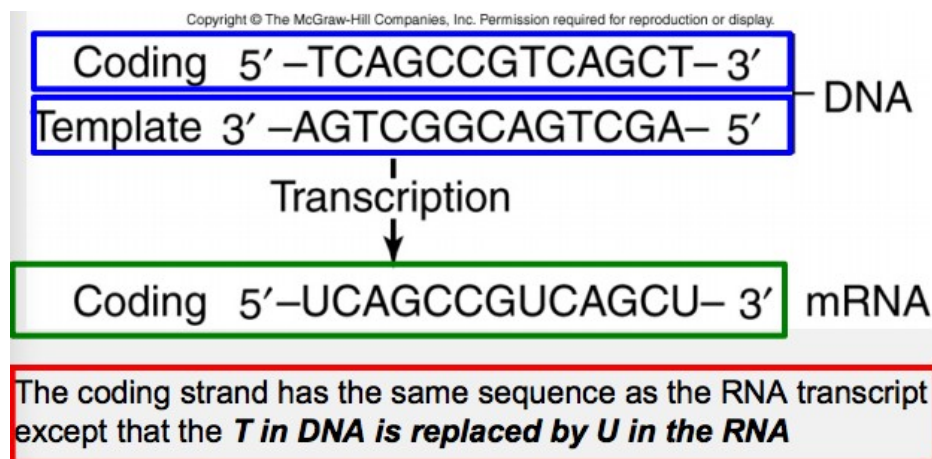 Copyright © The McGraw-Hill Companies, Inc. Permission required for reproduction or display.
Coding 5′ –TCAGCCGTCAGCT– 3′
DNA
Template 3′ –AGTCGGCAGTCGA– 5′
Transcription
Coding 5′–UCAGCCGUCAGCU– 3′ mRNA
The coding strand has the same sequence as the RNA transcript
except that the T in DNA is replaced by U in the RNA